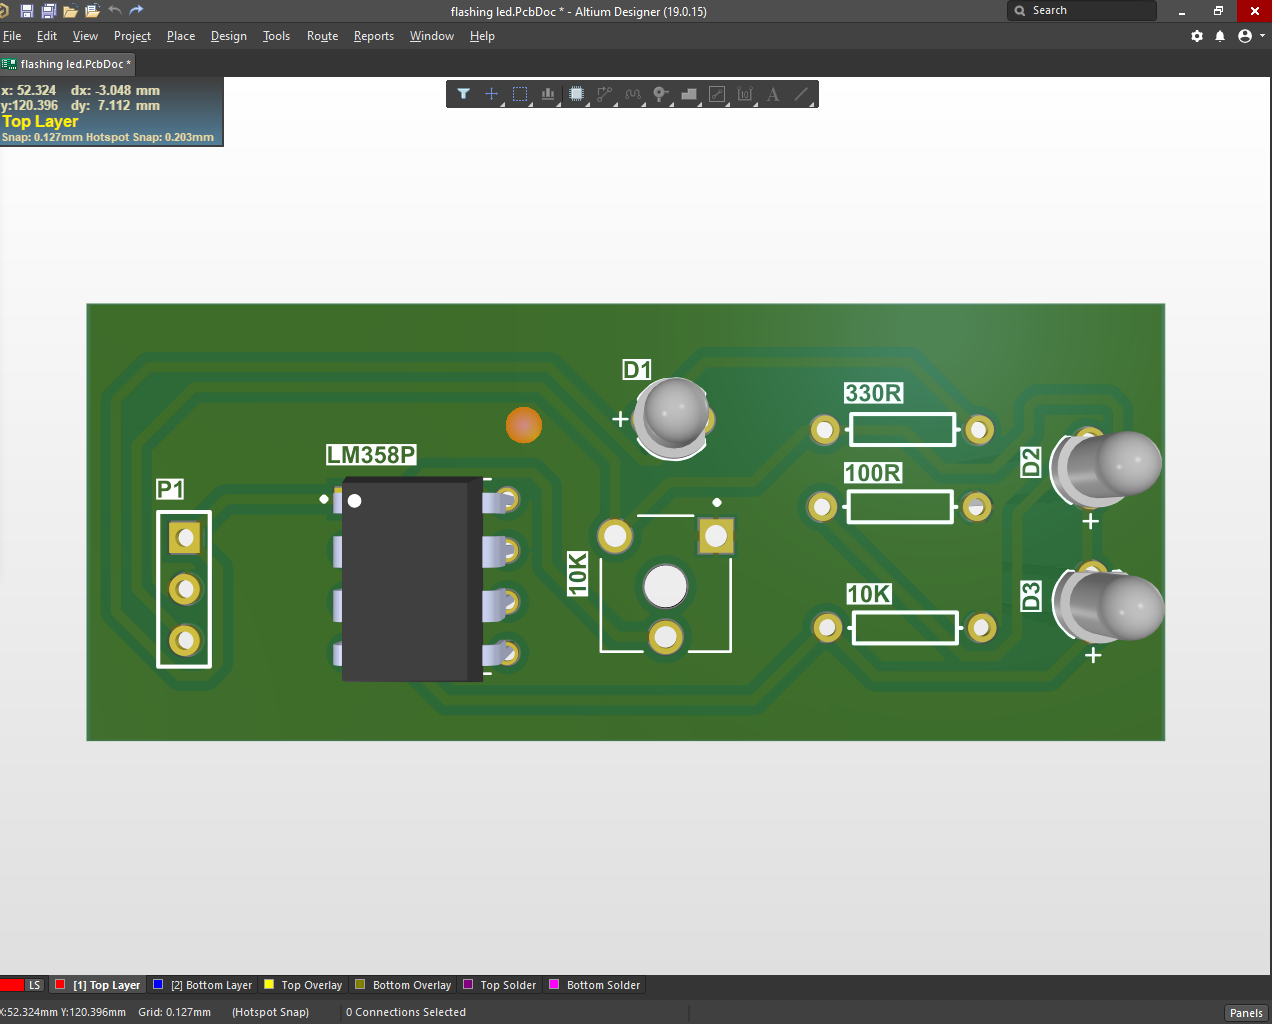 flashing led.PcbDoc * - Altium Designer (19.0.15)
Search
File Edit View Project Place Design Tools Route Reports Window Help
flashing led.PcbDoc *
x: 52.324 dx: -3.048 mm
y:120.396 dy: 7.112 mm
Top Layer
Snap: 0.127mm Hotspot Snap: 0.203mm
A
D1
+
330R
LM358P
D2
100R
P1
+
10K
10K
D3
+
LS [1] Top Layer [2] Bottom Layer Top Overlay Bottom Overlay Top Solder Bottom Solder
X:52.324mm Y:120.396mm Grid: 0.127mm (Hotspot Snap) 0 Connections Selected Panels